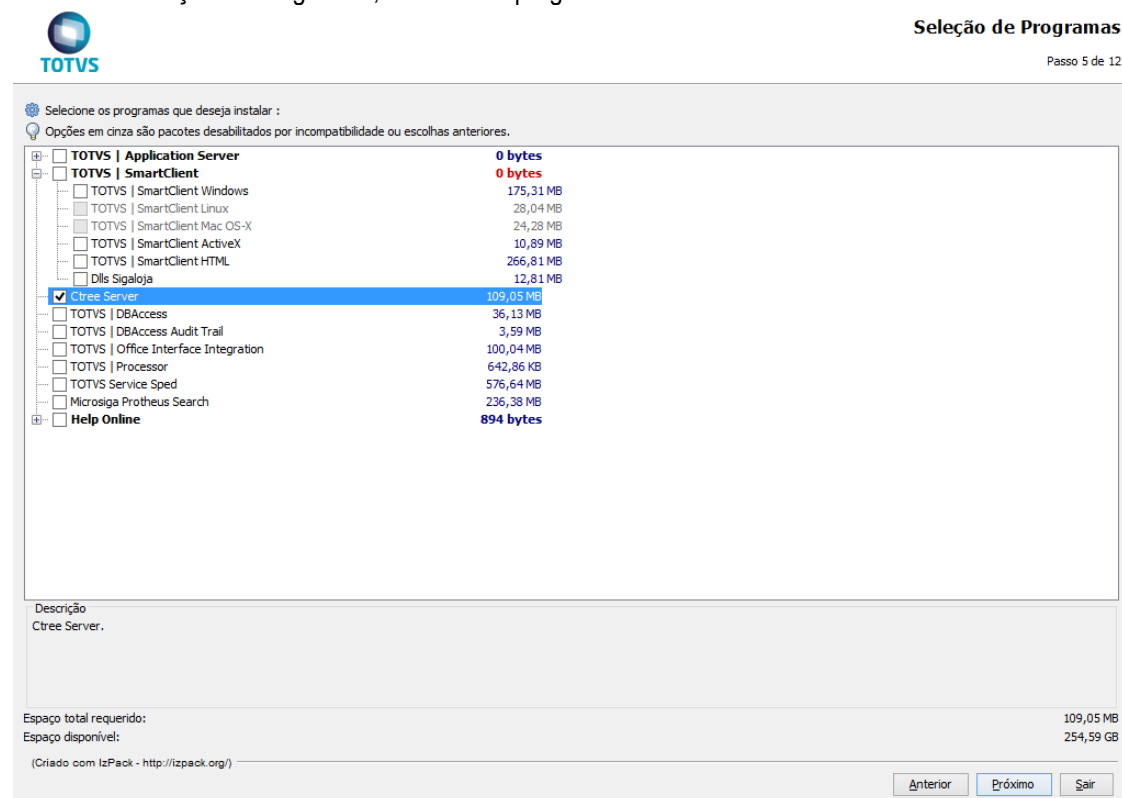 Seleção de Programas
TOTVS
Passo 5 de 12
Selecione os programas que deseja instalar :
Opções em cinza são pacotes desabilitados por incompatibilidade ou escolhas anteriores.
TOTVS | Application Server 0 bytes
TOTVS | SmartClient 0 bytes
TOTVS | SmartClient Windows 175,31 MB
TOTVS | SmartClient Linux 28,04 MB
TOTVS | SmartClient Mac OS-X 24,28 MB
TOTVS | SmartClient ActiveX 10,89 MB
TOTVS | SmartClient HTML 266,81 MB
Dlls Sigaloja 12,81 MB
Ctree Server 109,05 MB
TOTVS | DBAccess 36,13 MB
TOTVS | DBAccess Audit Trail 3,59 MB
TOTVS | Office Interface Integration 100,04 MB
TOTVS | Processor 642,86 KB
TOTVS Service Sped 576,64 MB
Microsiga Protheus Search 236,38 MB
Help Online 894 bytes
Descrição
Ctree Server.
Espaço total requerido: 109,05 MB
Espaço disponível: 254,59 GB
(Criado com IzPack - http://izpack.org/)
Anterior Próximo Sair